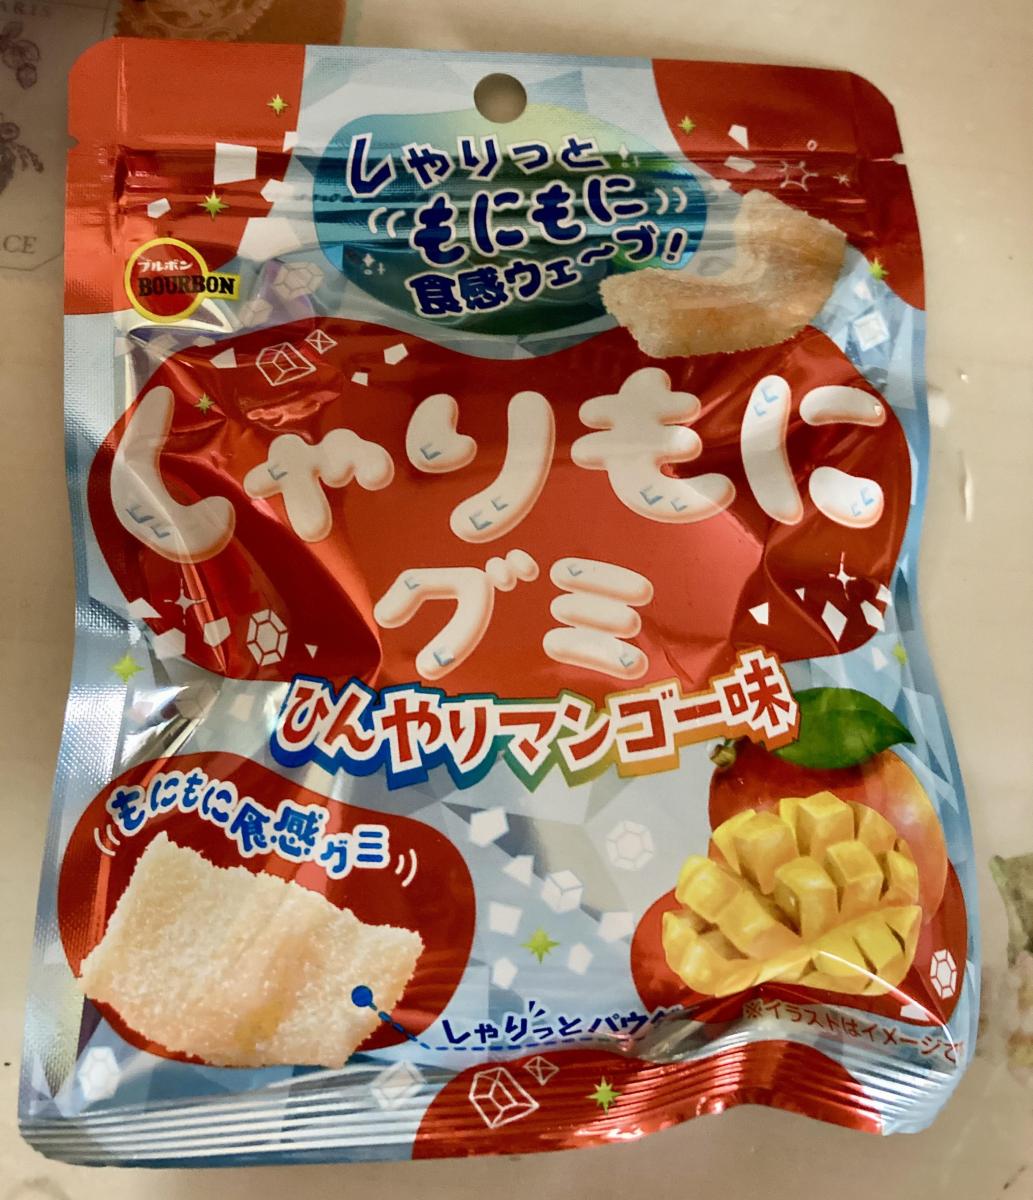 しゃりっと
もにもに
食感ウェ〜ブ!
ブルボン
BOURBON
しゃりもに
グミ
ひんやりマンゴー味
もにもに食感グミ
しゃりっとパウダ
※イラストはイメージで